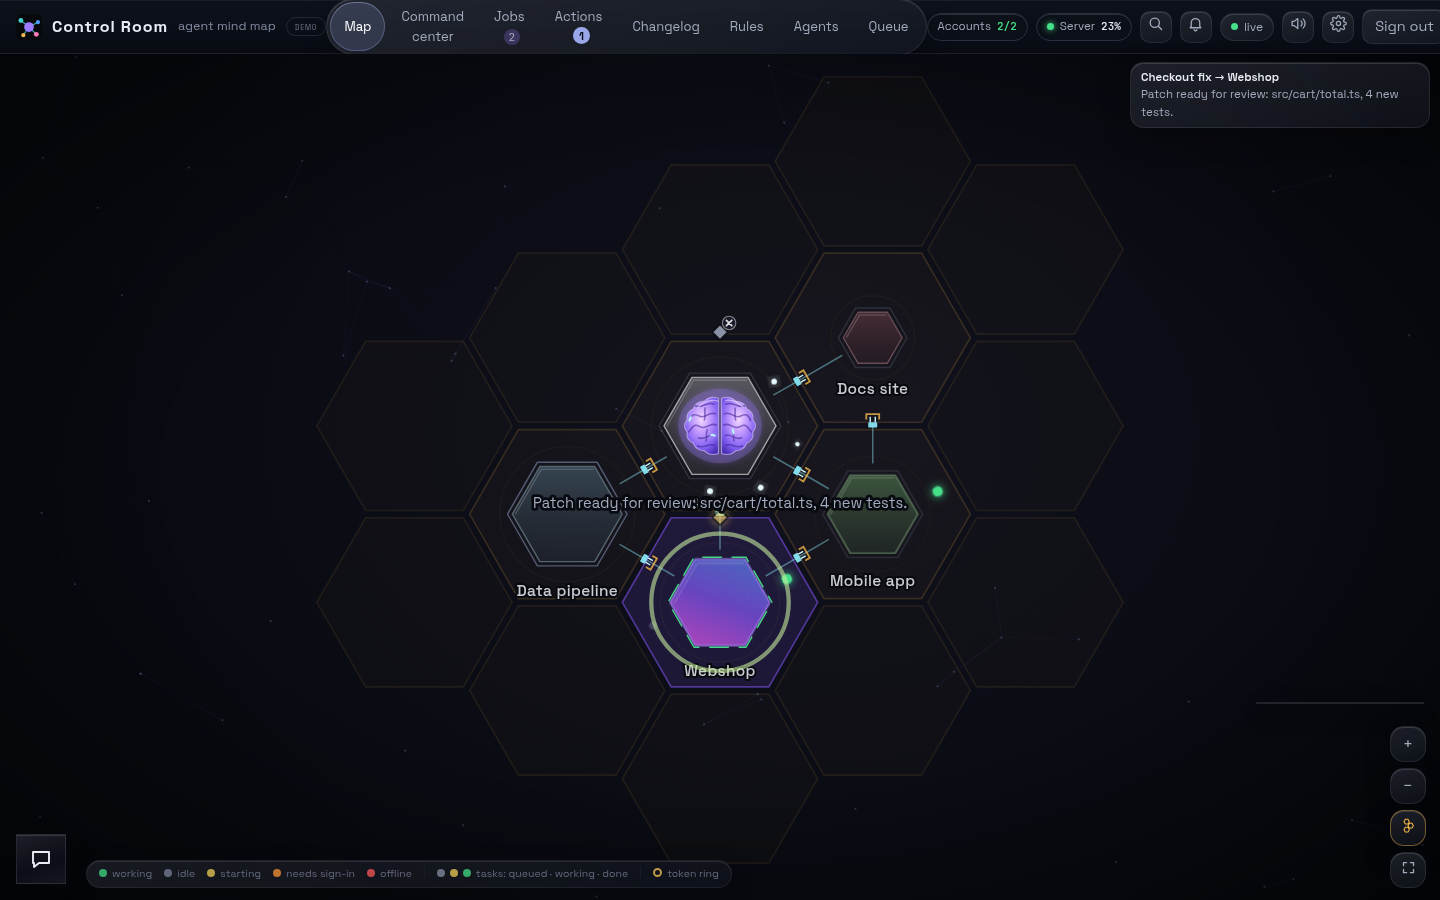 Control Room agent mind map DEMO
Map
Command center
Jobs 2
Actions 1
Changelog
Rules
Agents
Queue
Accounts 2/2
Server 23%
live
Sign out
Checkout fix → Webshop
Patch ready for review: src/cart/total.ts, 4 new
tests.
Docs site
Patch ready for review: src/cart/total.ts, 4 new tests.
Mobile app
Data pipeline
Webshop
+
−
working idle starting needs sign-in offline tasks: queued · working · done token ring